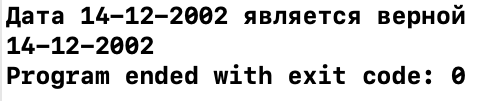 Дата 14-12-2002 является верной
14-12-2002
Program ended with exit code: 0